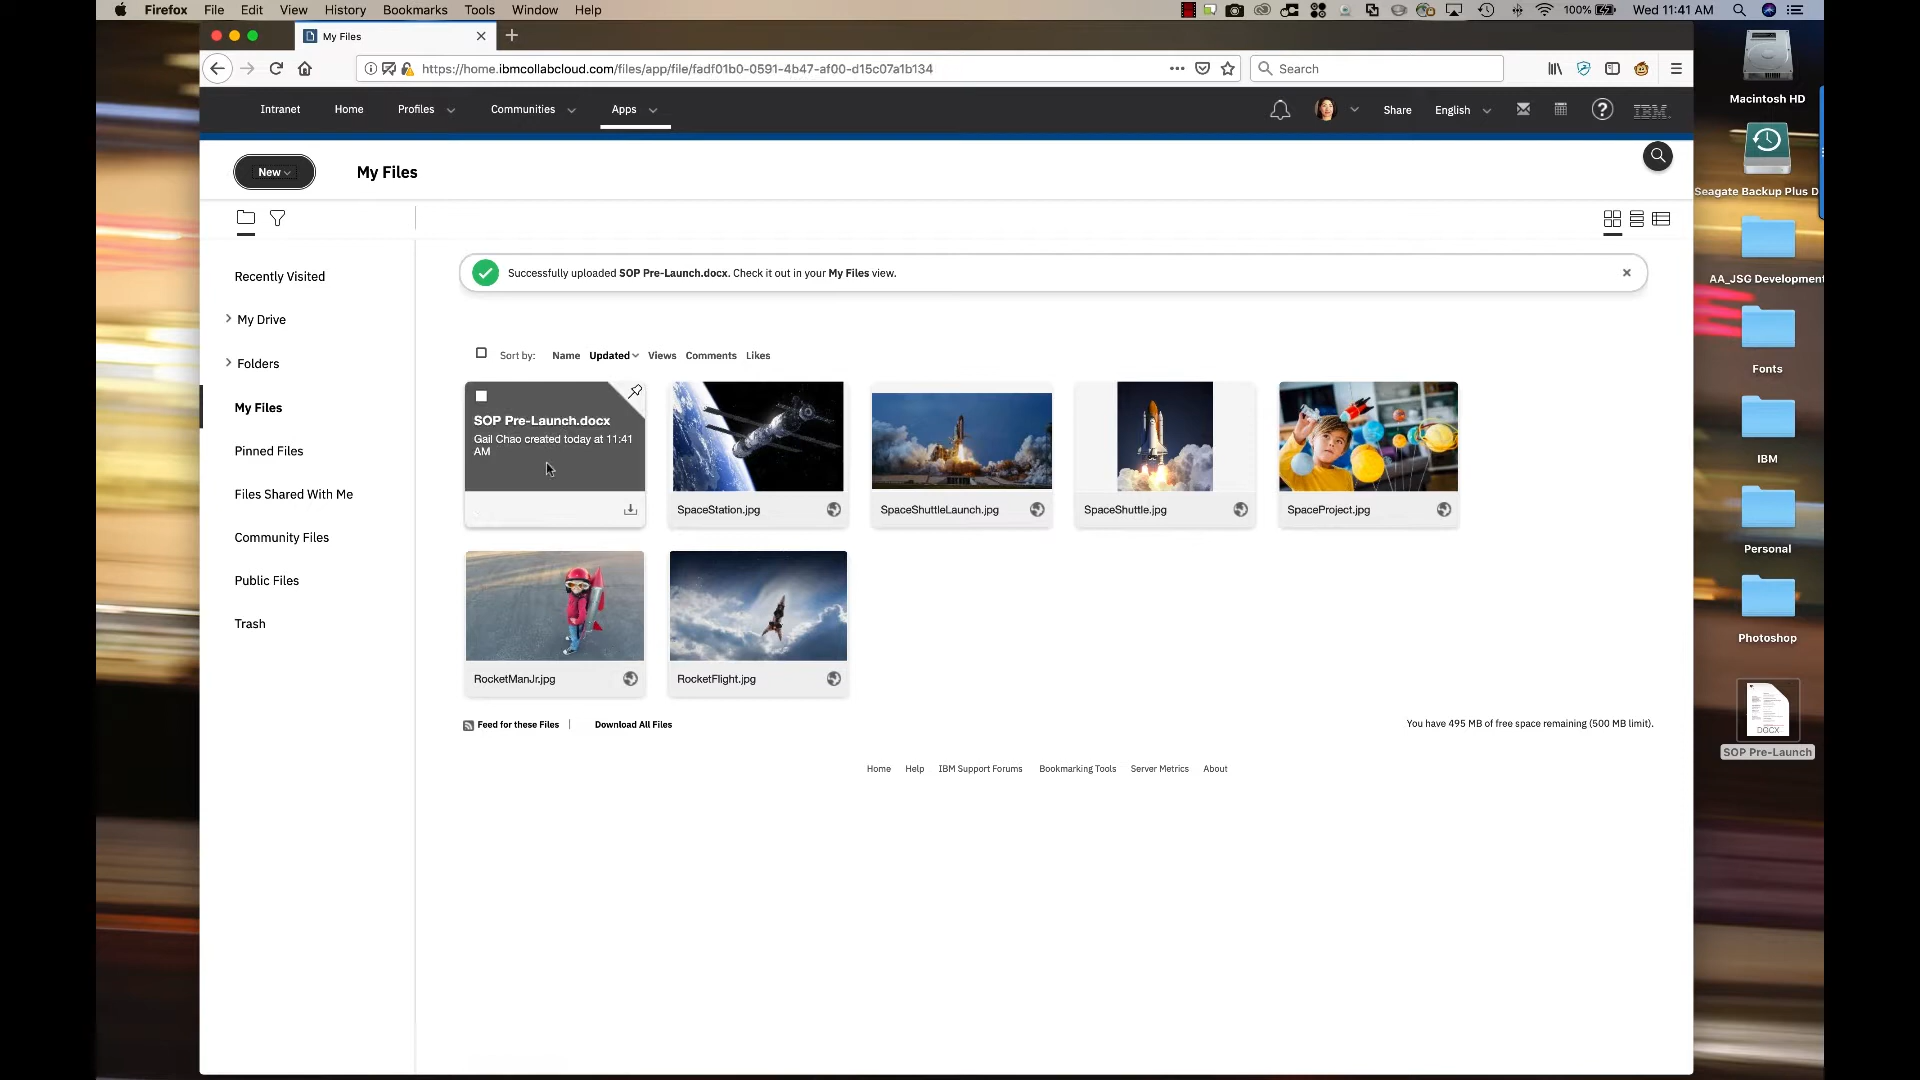 Firefox File Edit View History Bookmarks Tools Window Help
100% Wed 11:41 AM
My Files
https://home.ibmcollabcloud.com/files/app/file/fadf01b0-0591-4b47-af00-d15c07a1b134
Search
Intranet Home Profiles Communities Apps
Share English IBM.
New
My Files
Recently Visited
My Drive
Folders
My Files
Pinned Files
Files Shared With Me
Community Files
Public Files
Trash
Successfully uploaded SOP Pre-Launch.docx. Check it out in your My Files view.
Sort by: Name Updated Views Comments Likes
SOP Pre-Launch.docx
Gail Chao created today at 11:41
AM
SpaceStation.jpg
SpaceShuttleLaunch.jpg
SpaceShuttle.jpg
SpaceProject.jpg
RocketManJr.jpg
RocketFlight.jpg
Feed for these Files | Download All Files
You have 495 MB of free space remaining (500 MB limit).
Home Help IBM Support Forums Bookmarking Tools Server Metrics About
Macintosh HD
Seagate Backup Plus D
AA_JSG Development
Fonts
IBM
Personal
Photoshop
DOCX
SOP Pre-Launch